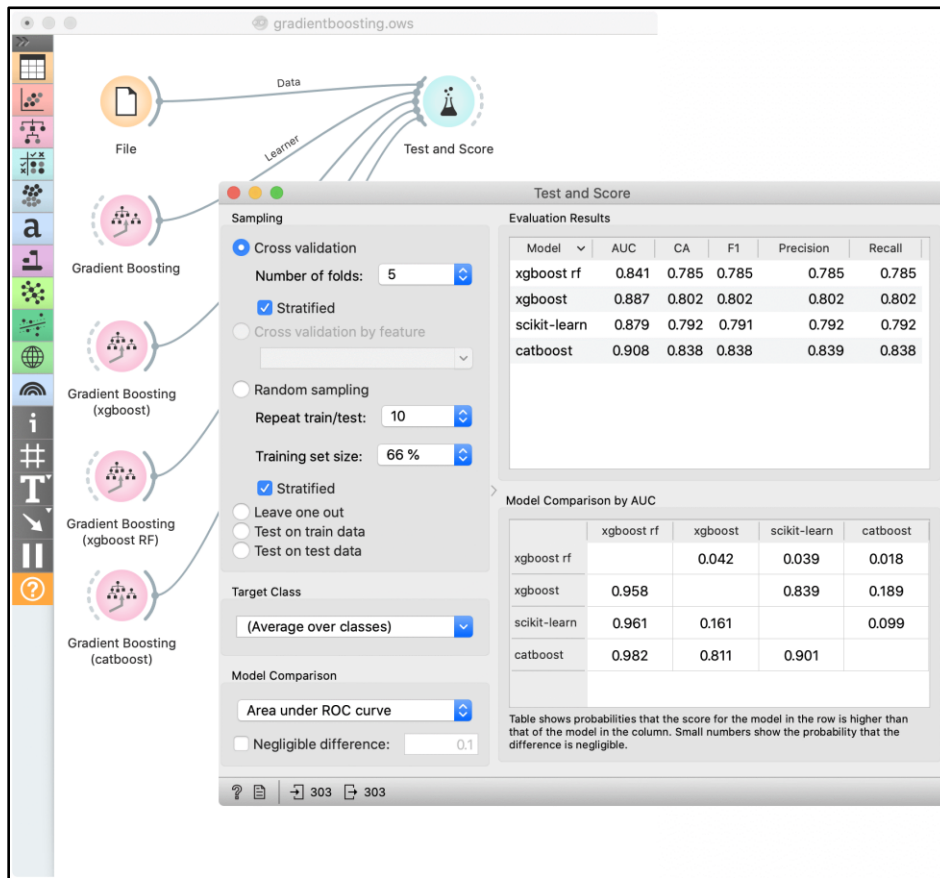 gradientboosting.ows
Data
File
Learner
Test and Score
Gradient Boosting
Gradient Boosting
(xgboost)
Gradient Boosting
(xgboost RF)
Gradient Boosting
(catboost)
Test and Score
Sampling
Cross validation
Number of folds: 5
Stratified
Cross validation by feature
Random sampling
Repeat train/test: 10
Training set size: 66 %
Stratified
Leave one out
Test on train data
Test on test data
Target Class
(Average over classes)
Model Comparison
Area under ROC curve
Negligible difference: 0.1
? 303 303
Evaluation Results
Model AUC CA F1 Precision Recall
xgboost rf 0.841 0.785 0.785 0.785 0.785
xgboost 0.887 0.802 0.802 0.802 0.802
scikit-learn 0.879 0.792 0.791 0.792 0.792
catboost 0.908 0.838 0.838 0.839 0.838
Model Comparison by AUC
xgboost rf xgboost scikit-learn catboost
xgboost rf 0.042 0.039 0.018
xgboost 0.958 0.839 0.189
scikit-learn 0.961 0.161 0.099
catboost 0.982 0.811 0.901
Table shows probabilities that the score for the model in the row is higher than
that of the model in the column. Small numbers show the probability that the
difference is negligible.
a
i
#
T
?